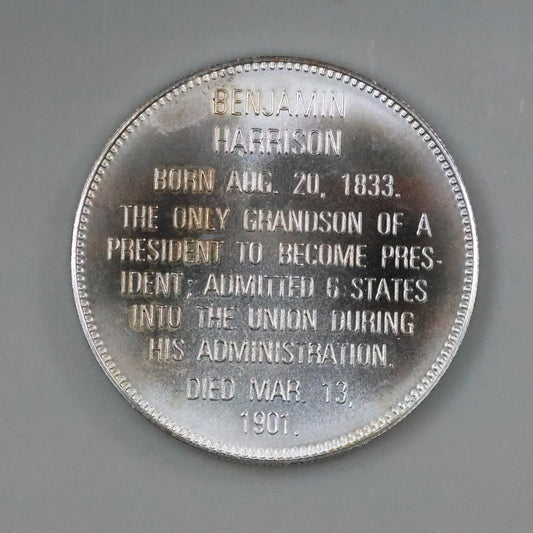 BENJAMIN
HARRISON
BORN AUG. 20, 1833.
THE ONLY GRANDSON OF A
PRESIDENT TO BECOME PRES-
IDENT; ADMITTED 6 STATES
INTO THE UNION DURING
HIS ADMINISTRATION.
DIED MAR. 13,
1901.